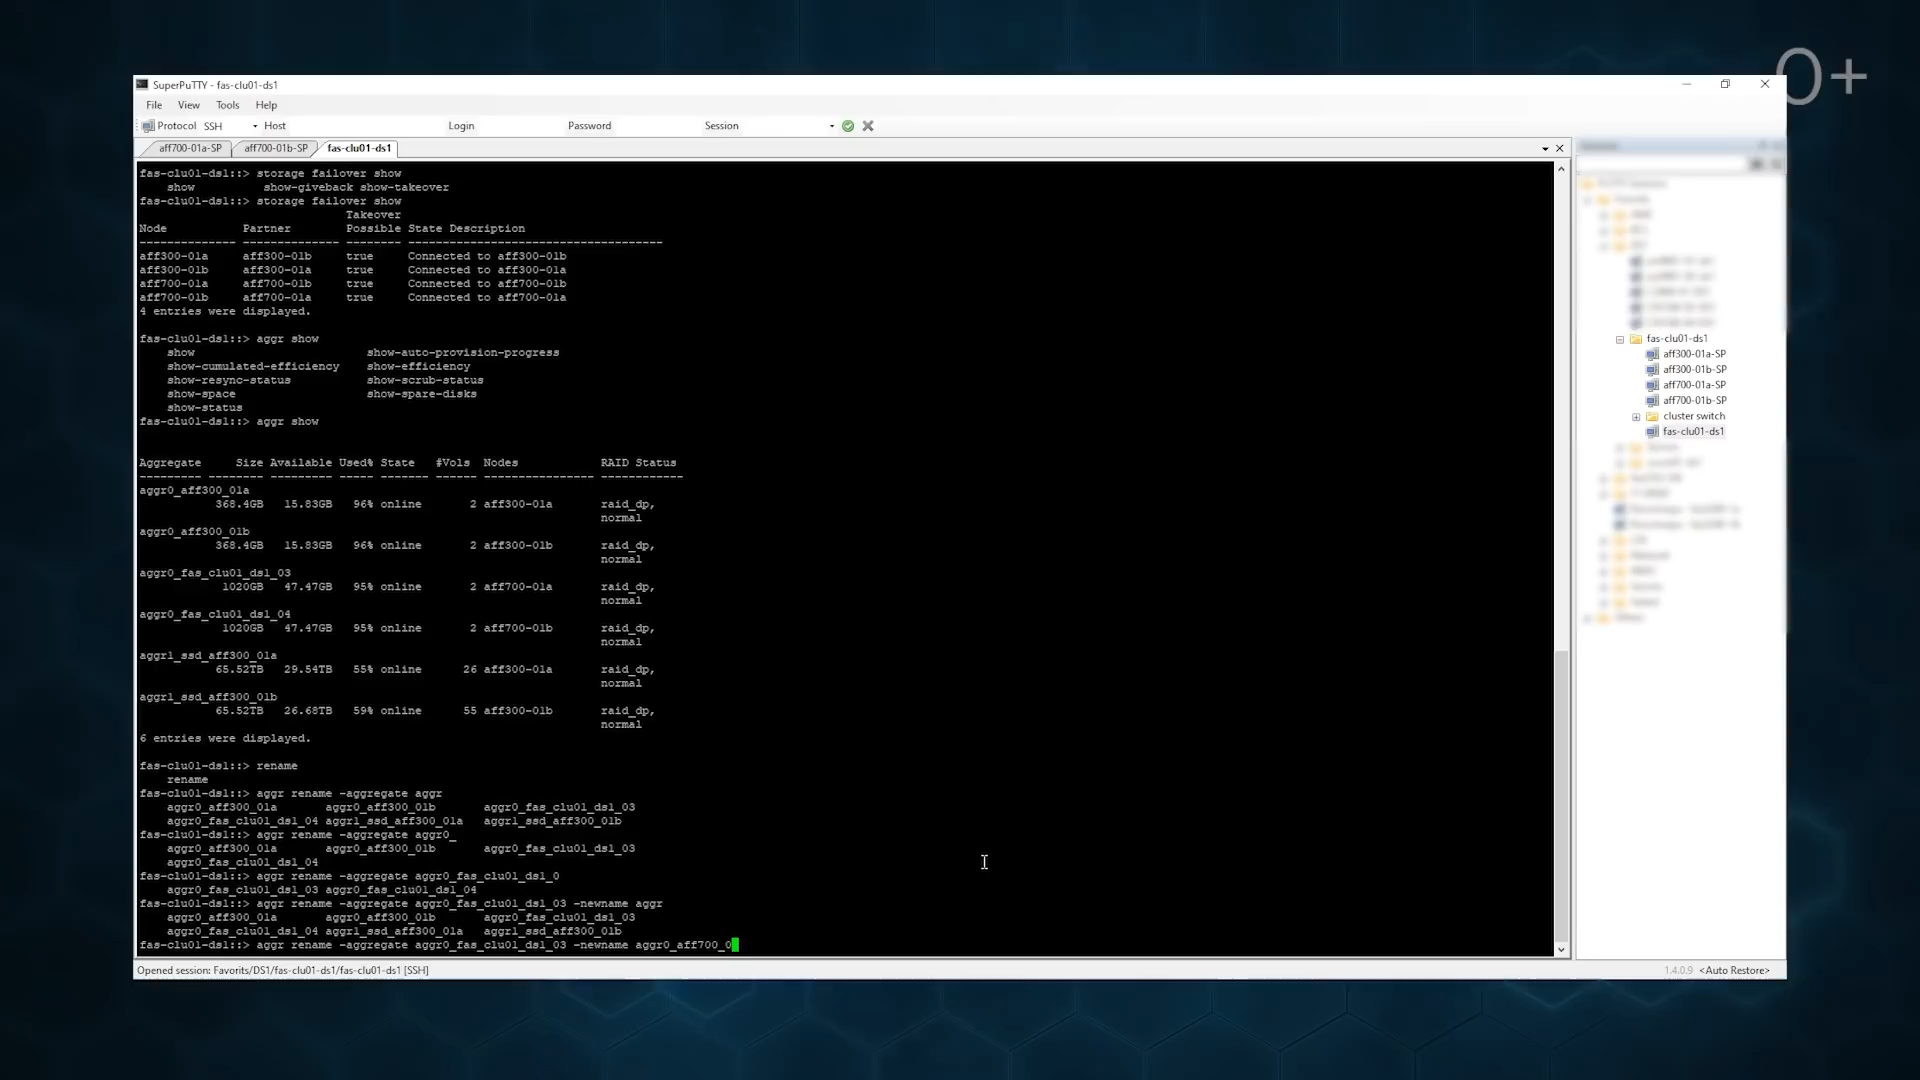 0+
SuperPuTTY - fas-clu01-ds1
File View Tools Help
Protocol SSH Host Login Password Session
aff700-01a-SP aff700-01b-SP fas-clu01-ds1
fas-clu01-ds1::> storage failover show
show show-giveback show-takeover
fas-clu01-ds1::> storage failover show
Takeover
Node Partner Possible State Description
-------------- -------------- -------- -------------------------------------
aff300-01a aff300-01b true Connected to aff300-01b
aff300-01b aff300-01a true Connected to aff300-01a
aff700-01a aff700-01b true Connected to aff700-01b
aff700-01b aff700-01a true Connected to aff700-01a
4 entries were displayed.
fas-clu01-ds1::> aggr show
show show-auto-provision-progress
show-cumulated-efficiency show-efficiency
show-resync-status show-scrub-status
show-space show-spare-disks
show-status
fas-clu01-ds1::> aggr show
Aggregate Size Available Used% State #Vols Nodes RAID Status
--------- -------- --------- ----- ------- ------ ---------------- ------------
aggr0_aff300_01a
368.4GB 15.83GB 96% online 2 aff300-01a raid_dp,
normal
aggr0_aff300_01b
368.4GB 15.83GB 96% online 2 aff300-01b raid_dp,
normal
aggr0_fas_clu01_ds1_03
1020GB 47.47GB 95% online 2 aff700-01a raid_dp,
normal
aggr0_fas_clu01_ds1_04
1020GB 47.47GB 95% online 2 aff700-01b raid_dp,
normal
aggr1_ssd_aff300_01a
65.52TB 29.54TB 55% online 26 aff300-01a raid_dp,
normal
aggr1_ssd_aff300_01b
65.52TB 26.68TB 59% online 55 aff300-01b raid_dp,
normal
6 entries were displayed.
fas-clu01-ds1::> rename
rename
fas-clu01-ds1::> aggr rename -aggregate aggr
aggr0_aff300_01a aggr0_aff300_01b aggr0_fas_clu01_ds1_03
aggr0_fas_clu01_ds1_04 aggr1_ssd_aff300_01a aggr1_ssd_aff300_01b
fas-clu01-ds1::> aggr rename -aggregate aggr0_
aggr0_aff300_01a aggr0_aff300_01b aggr0_fas_clu01_ds1_03
aggr0_fas_clu01_ds1_04
fas-clu01-ds1::> aggr rename -aggregate aggr0_fas_clu01_ds1_0
aggr0_fas_clu01_ds1_03 aggr0_fas_clu01_ds1_04
fas-clu01-ds1::> aggr rename -aggregate aggr0_fas_clu01_ds1_03 -newname aggr
aggr0_aff300_01a aggr0_aff300_01b aggr0_fas_clu01_ds1_03
aggr0_fas_clu01_ds1_04 aggr1_ssd_aff300_01a aggr1_ssd_aff300_01b
fas-clu01-ds1::> aggr rename -aggregate aggr0_fas_clu01_ds1_03 -newname aggr0_aff700_0
fas-clu01-ds1
aff300-01a-SP
aff300-01b-SP
aff700-01a-SP
aff700-01b-SP
cluster switch
fas-clu01-ds1
Opened session: Favorits/DS1/fas-clu01-ds1/fas-clu01-ds1 [SSH]
1.4.0.9 <Auto Restore>